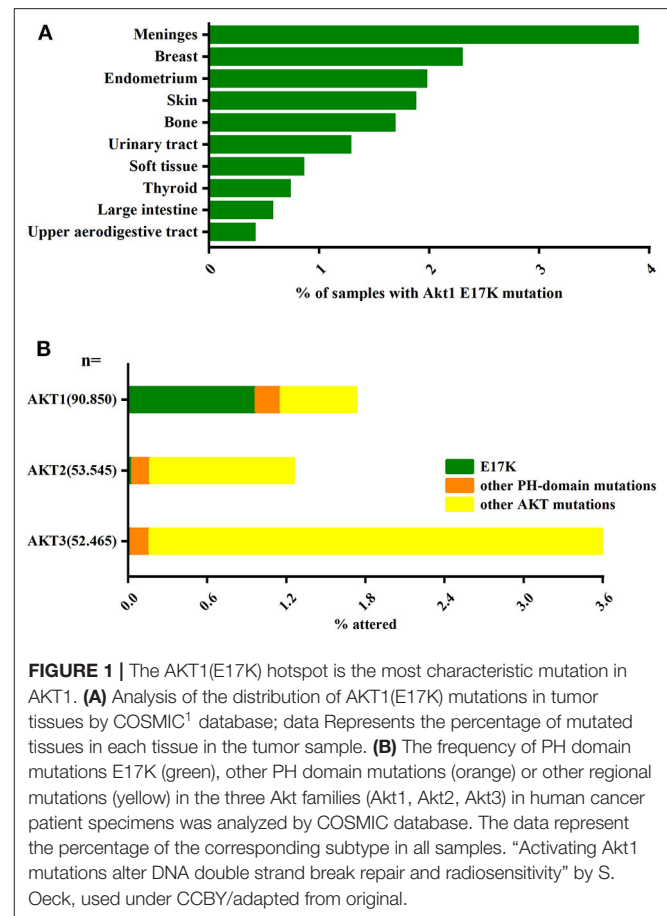 A
Meninges
Breast
Endometrium
Skin
Bone
Urinary tract
Soft tissue
Thyroid
Large intestine
Upper aerodigestive tract
0 1 2 3 4
% of samples with Akt1 E17K mutation
B
n=
AKT1(90.850)
AKT2(53.545)
AKT3(52.465)
E17K
other PH-domain mutations
other AKT mutations
0.0 0.6 1.2 1.8 2.4 3.0 3.6
% attered
FIGURE 1 | The AKT1(E17K) hotspot is the most characteristic mutation in
AKT1. (A) Analysis of the distribution of AKT1(E17K) mutations in tumor
tissues by COSMIC¹ database; data Represents the percentage of mutated
tissues in each tissue in the tumor sample. (B) The frequency of PH domain
mutations E17K (green), other PH domain mutations (orange) or other regional
mutations (yellow) in the three Akt families (Akt1, Akt2, Akt3) in human cancer
patient specimens was analyzed by COSMIC database. The data represent
the percentage of the corresponding subtype in all samples. “Activating Akt1
mutations alter DNA double strand break repair and radiosensitivity” by S.
Oeck, used under CCBY/adapted from original.